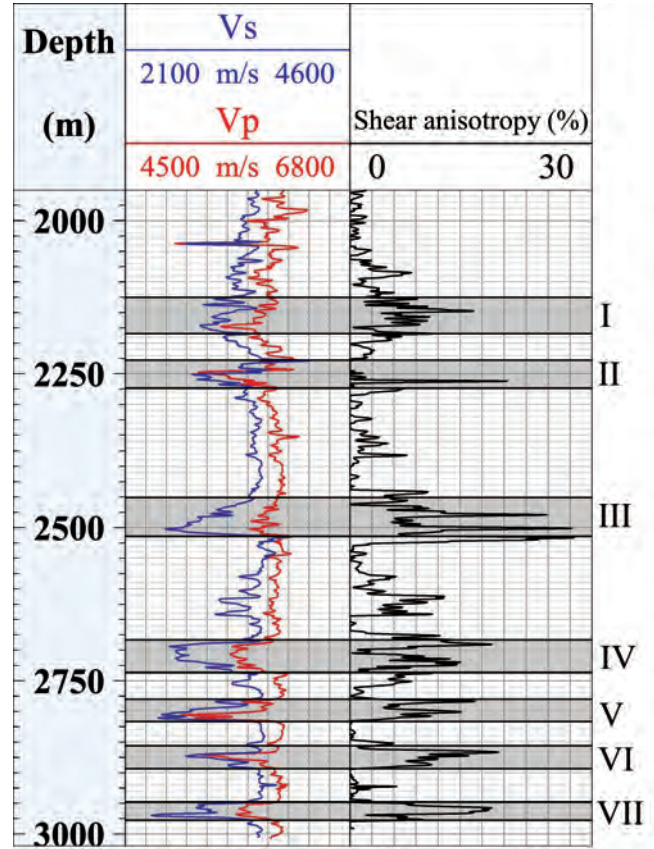 Depth
(m)
Vs
2100 m/s 4600
Vp
4500 m/s 6800
Shear anisotropy (%)
0 30
2000
I
2250
II
III
2500
IV
2750
V
VI
VII
3000